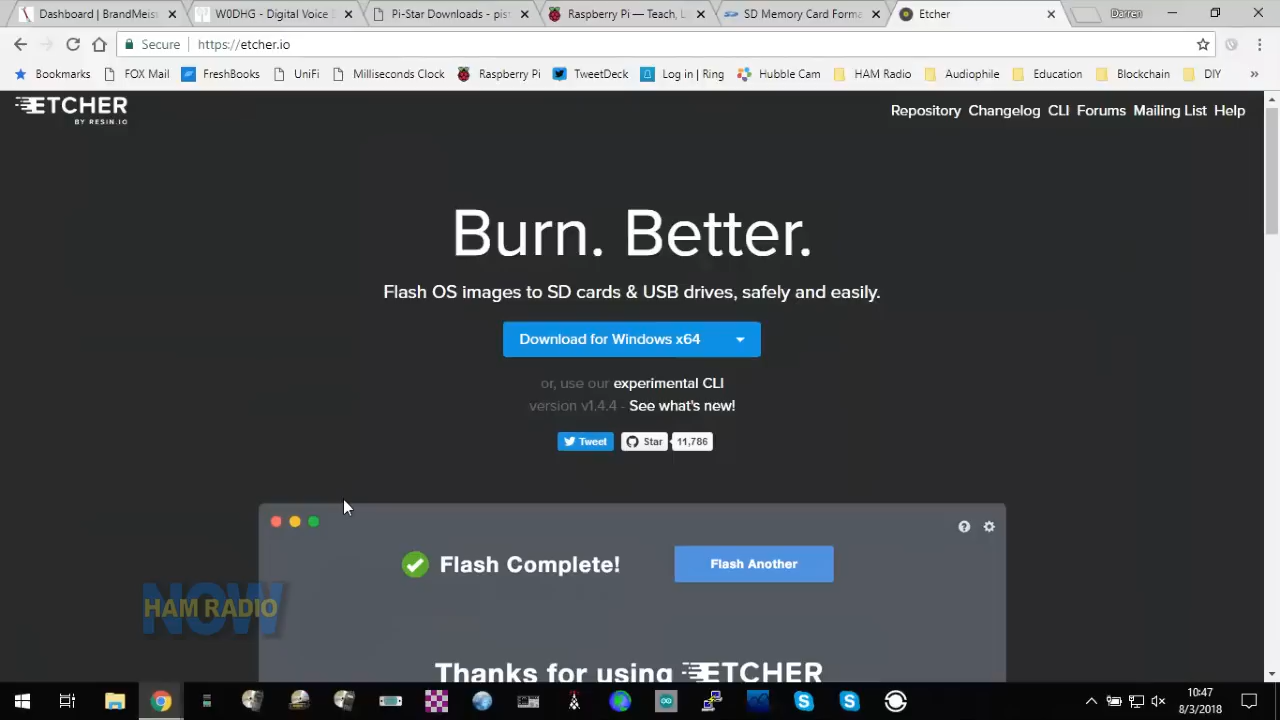 Dashboard | BrandMeis
W0DHG - Digital Voice
Pi-Star Downloads - pist
Raspberry Pi — Teach, L
SD Memory Card Forma
Etcher
Darren
Secure
https://etcher.io
Bookmarks
FOX Mail
FreshBooks
UniFi
Milliseconds Clock
Raspberry Pi
TweetDeck
Log in | Ring
Hubble Cam
HAM Radio
Audiophile
Education
Blockchain
DIY
»
ETCHER
BY RESIN.IO
Repository Changelog CLI Forums Mailing List Help
Burn. Better.
Flash OS images to SD cards & USB drives, safely and easily.
Download for Windows x64
or, use our experimental CLI
version v1.4.4 - See what's new!
Tweet
Star
11,786
Flash Complete!
Flash Another
HAM RADIO
NOW
Thanks for using ETCHER
10:47
8/3/2018